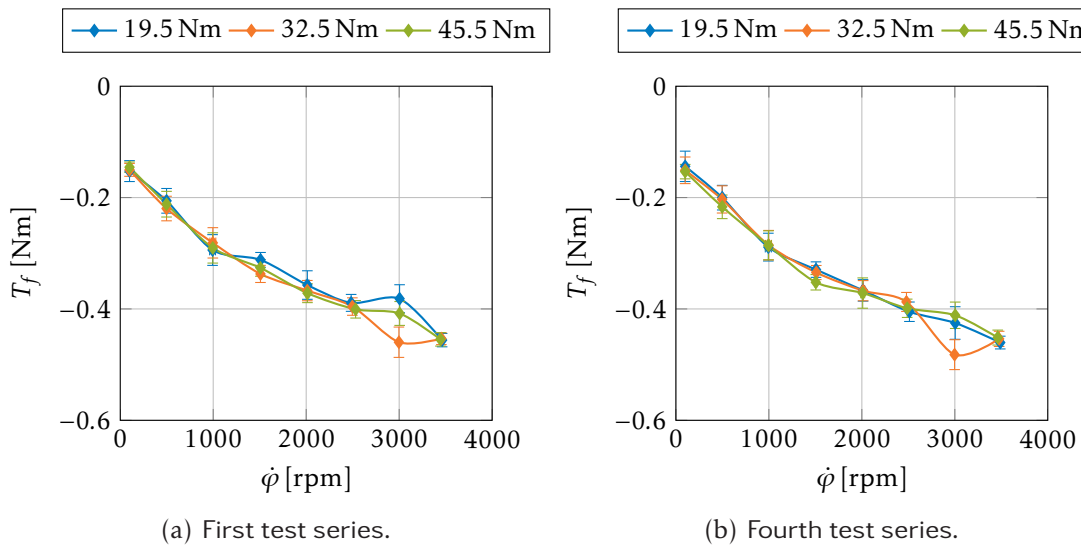 19.5 Nm 32.5 Nm 45.5 Nm
0
−0.2
−0.4
−0.6
0 1000 2000 3000 4000
T_f [Nm]
φ̇ [rpm]
(a) First test series.
19.5 Nm 32.5 Nm 45.5 Nm
0
−0.2
−0.4
−0.6
0 1000 2000 3000 4000
T_f [Nm]
φ̇ [rpm]
(b) Fourth test series.